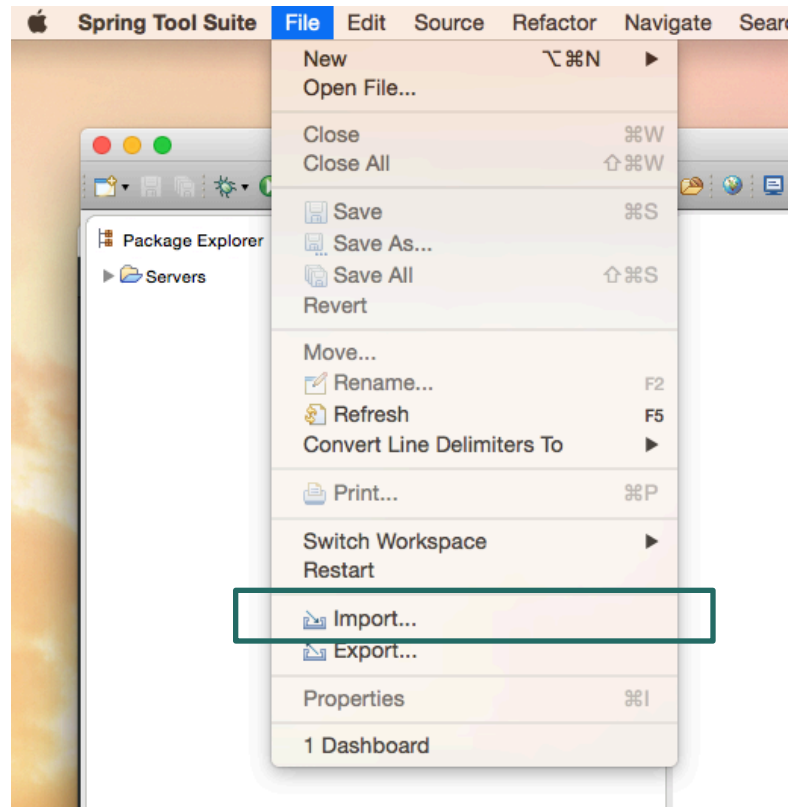 Spring Tool Suite File Edit Source Refactor Navigate Sear
New ⌥⌘N ▶
Open File...
Close ⌘W
Close All ⇧⌘W
Save ⌘S
Package Explorer
Save As...
Servers
Save All ⇧⌘S
Revert
Move...
Rename... F2
Refresh F5
Convert Line Delimiters To ▶
Print... ⌘P
Switch Workspace ▶
Restart
Import...
Export...
Properties ⌘I
1 Dashboard